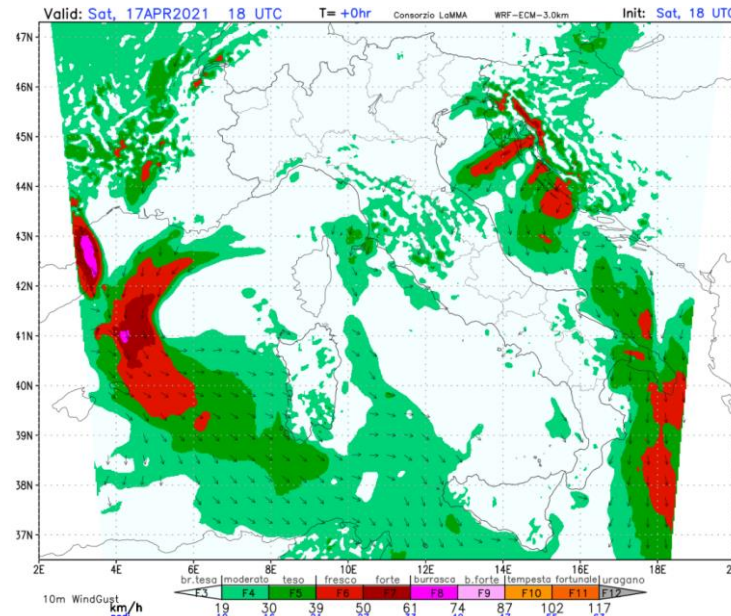 Valid: Sat, 17APR2021 18 UTC T= +0hr Consorzio LaMMA WRF-ECM-3.0km Init: Sat, 18 UTC
47N
46N
45N
44N
43N
42N
41N
40N
39N
38N
37N
2E 4E 6E 8E 10E 12E 14E 16E 18E
br.tesa moderato teso fresco forte burrasca b.forte tempesta fortunale uragano
F3 F4 F5 F6 F7 F8 F9 F10 F11 F12
10m WindGust
km/h 19 30 39 50 61 74 87 102 117